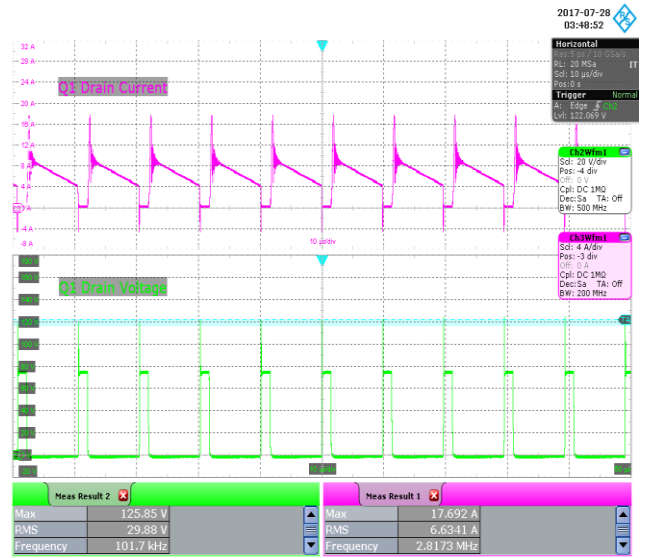 2017-07-28
03:48:52
Horizontal
RL: 20 MSa IT
Scl: 10 µs/div
Pos:0 s
Trigger Normal
A: Edge Ch2
Lvl: 122.069 V
32 A
28 A
24 A
Q1 Drain Current
20 A
16 A
12 A
8 A
4 A
-4 A
-8 A
10 µs/div
Ch2Wfm1
Scl: 20 V/div
Pos: -4 div
Off: 0 V
Cpl: DC 1MΩ
Dec:Sa TA: Off
BW: 500 MHz
Ch3Wfm1
Scl: 4 A/div
Pos: -3 div
Off: 0 A
Cpl: DC 1MΩ
Dec:Sa TA: Off
BW: 200 MHz
Q1 Drain Voltage
TA
Meas Result 2
Max 125.85 V
RMS 29.88 V
Frequency 101.7 kHz
Meas Result 1
Max 17.692 A
RMS 6.6341 A
Frequency 2.8173 MHz